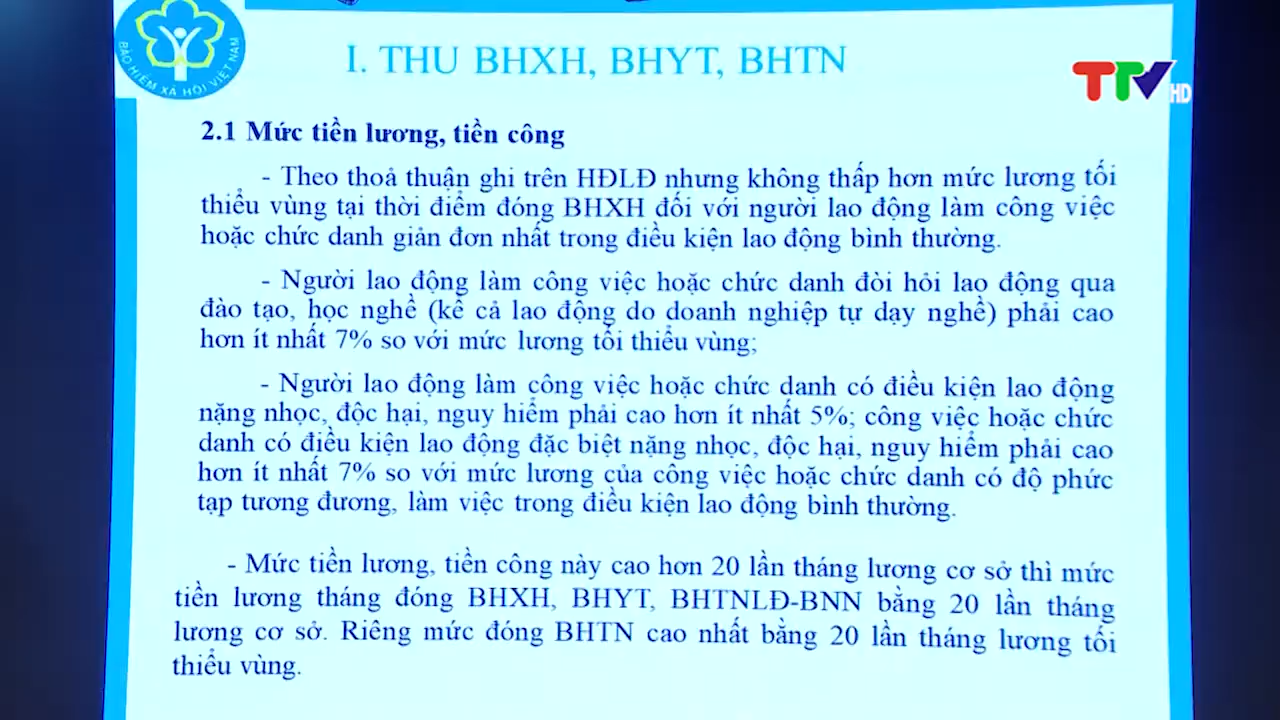 BẢO HIỂM XÃ HỘI VIỆT NAM
I. THU BHXH, BHYT, BHTN
TTV HD
2.1 Mức tiền lương, tiền công
- Theo thoả thuận ghi trên HĐLĐ nhưng không thấp hơn mức lương tối
thiểu vùng tại thời điểm đóng BHXH đối với người lao động làm công việc
hoặc chức danh giản đơn nhất trong điều kiện lao động bình thường.
- Người lao động làm công việc hoặc chức danh đòi hỏi lao động qua
đào tạo, học nghề (kể cả lao động do doanh nghiệp tự dạy nghề) phải cao
hơn ít nhất 7% so với mức lương tối thiểu vùng;
- Người lao động làm công việc hoặc chức danh có điều kiện lao động
nặng nhọc, độc hại, nguy hiểm phải cao hơn ít nhất 5%; công việc hoặc chức
danh có điều kiện lao động đặc biệt nặng nhọc, độc hại, nguy hiểm phải cao
hơn ít nhất 7% so với mức lương của công việc hoặc chức danh có độ phức
tạp tương đương, làm việc trong điều kiện lao động bình thường.
- Mức tiền lương, tiền công này cao hơn 20 lần tháng lương cơ sở thì mức
tiền lương tháng đóng BHXH, BHYT, BHTNLĐ-BNN bằng 20 lần tháng
lương cơ sở. Riêng mức đóng BHTN cao nhất bằng 20 lần tháng lương tối
thiểu vùng.